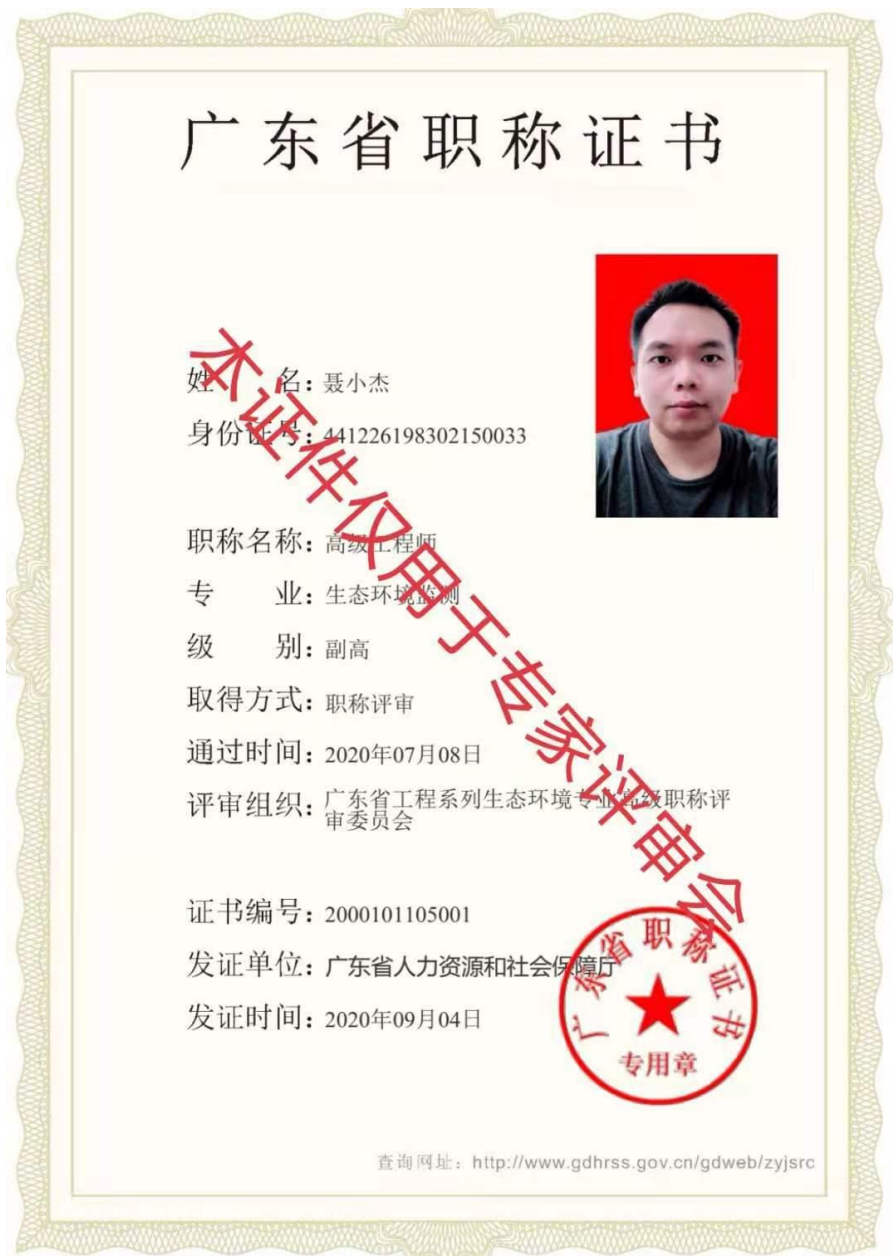 广东省职称证书
姓名：聂小杰
身份证号：441226198302150033
职称名称：高级工程师
专业：生态环境监测
级别：副高
取得方式：职称评审
通过时间：2020年07月08日
评审组织：广东省工程系列生态环境专业高级职称评
审委员会
证书编号：2000101105001
发证单位：广东省人力资源和社会保障厅
发证时间：2020年09月04日
本证件仅用于专家评审会
广东省职称证书
专用章
查询网址：http://www.gdhrss.gov.cn/gdweb/zyjsrc